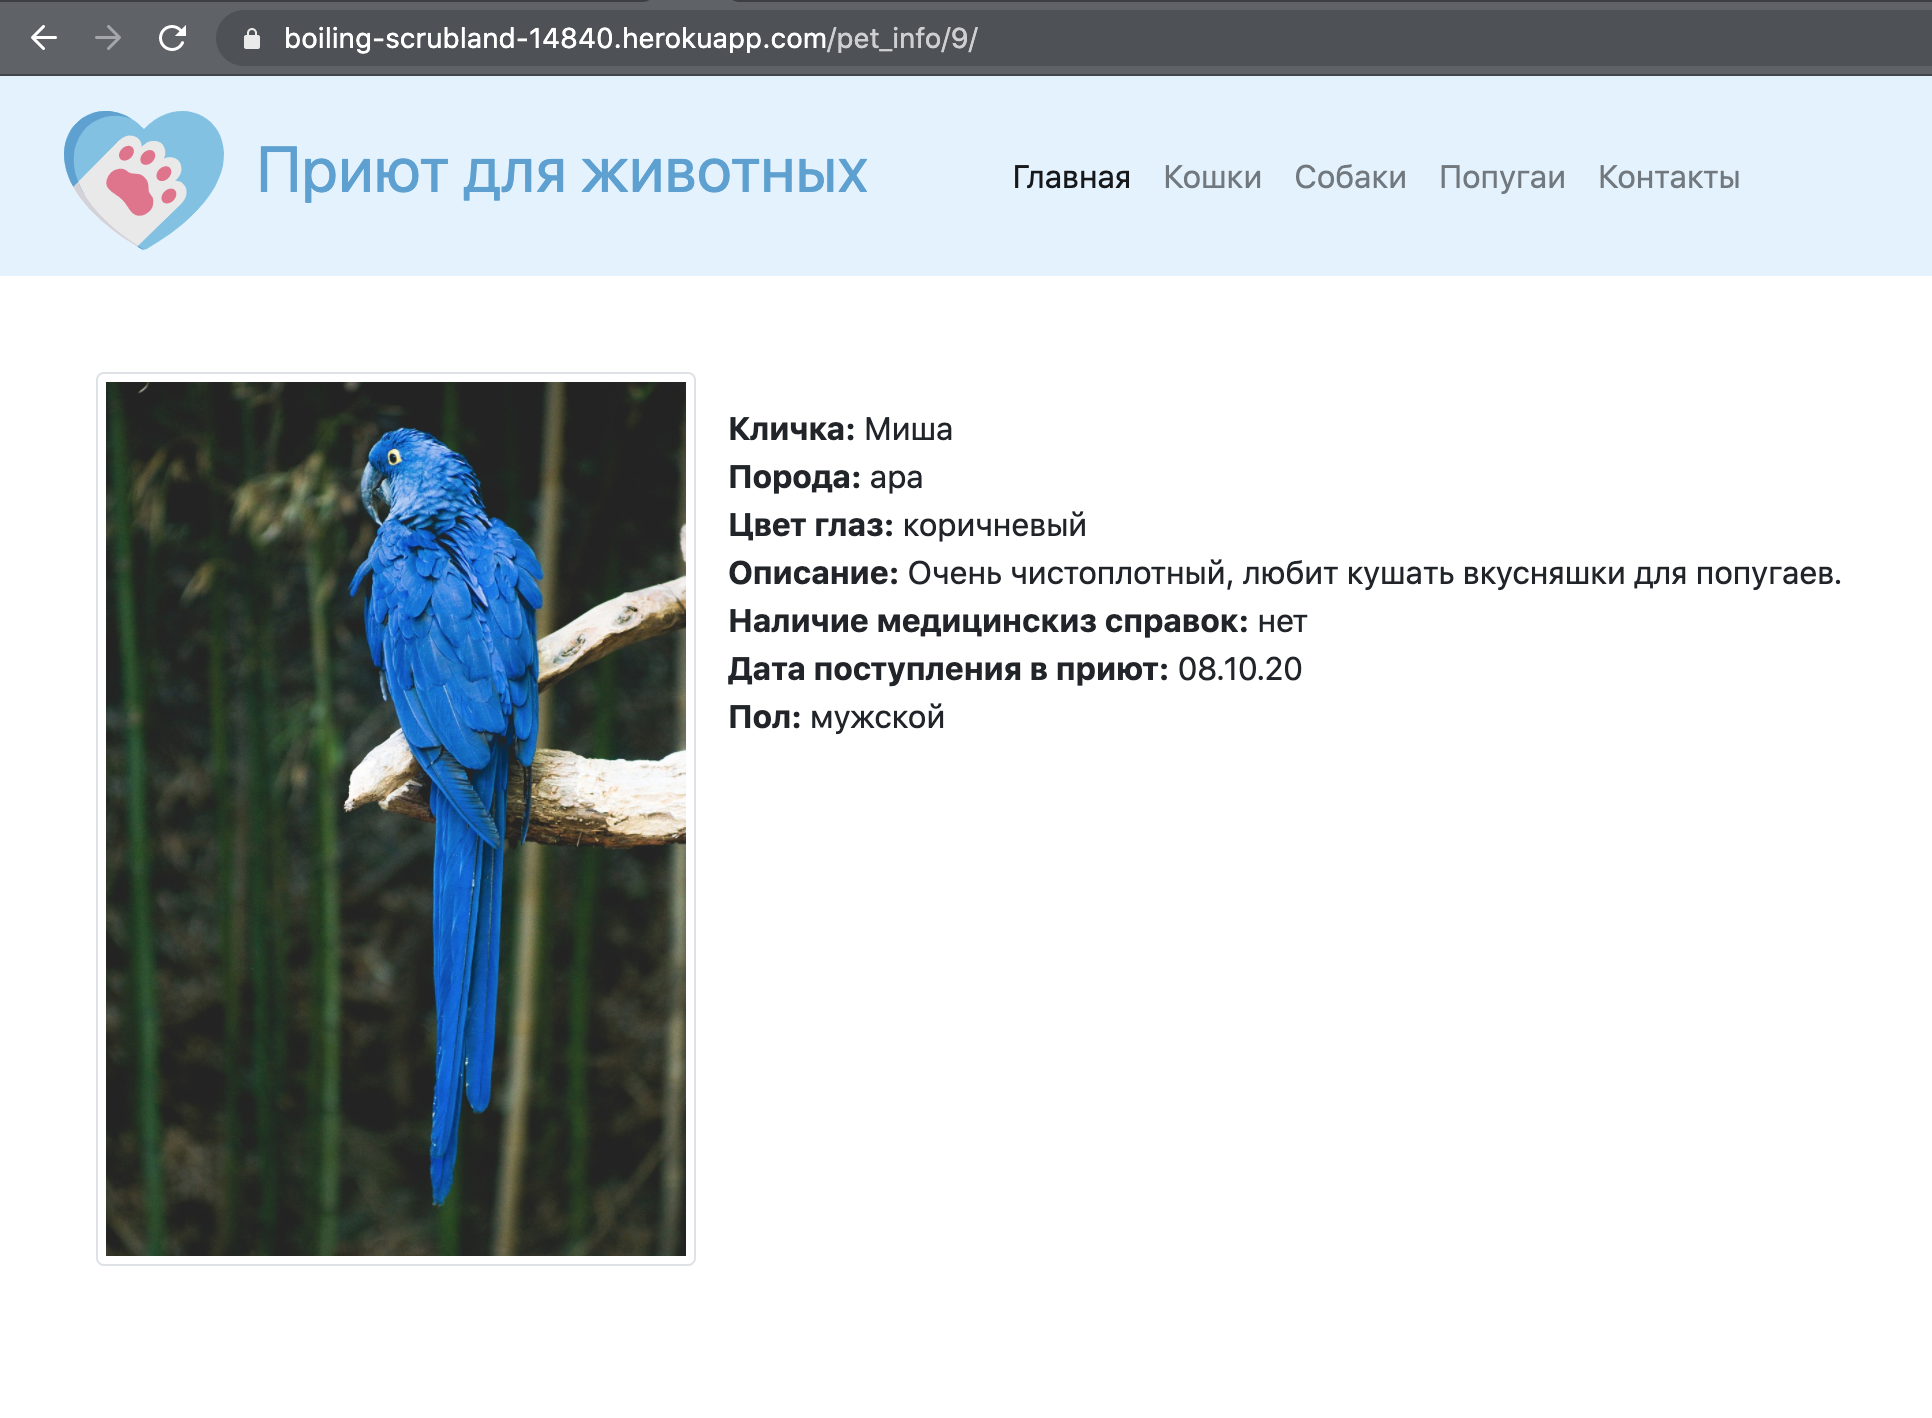 boiling-scrubland-14840.herokuapp.com/pet_info/9/
Приют для животных
Главная Кошки Собаки Попугаи Контакты
Кличка: Миша
Порода: ара
Цвет глаз: коричневый
Описание: Очень чистоплотный, любит кушать вкусняшки для попугаев.
Наличие медицинскиз справок: нет
Дата поступления в приют: 08.10.20
Пол: мужской